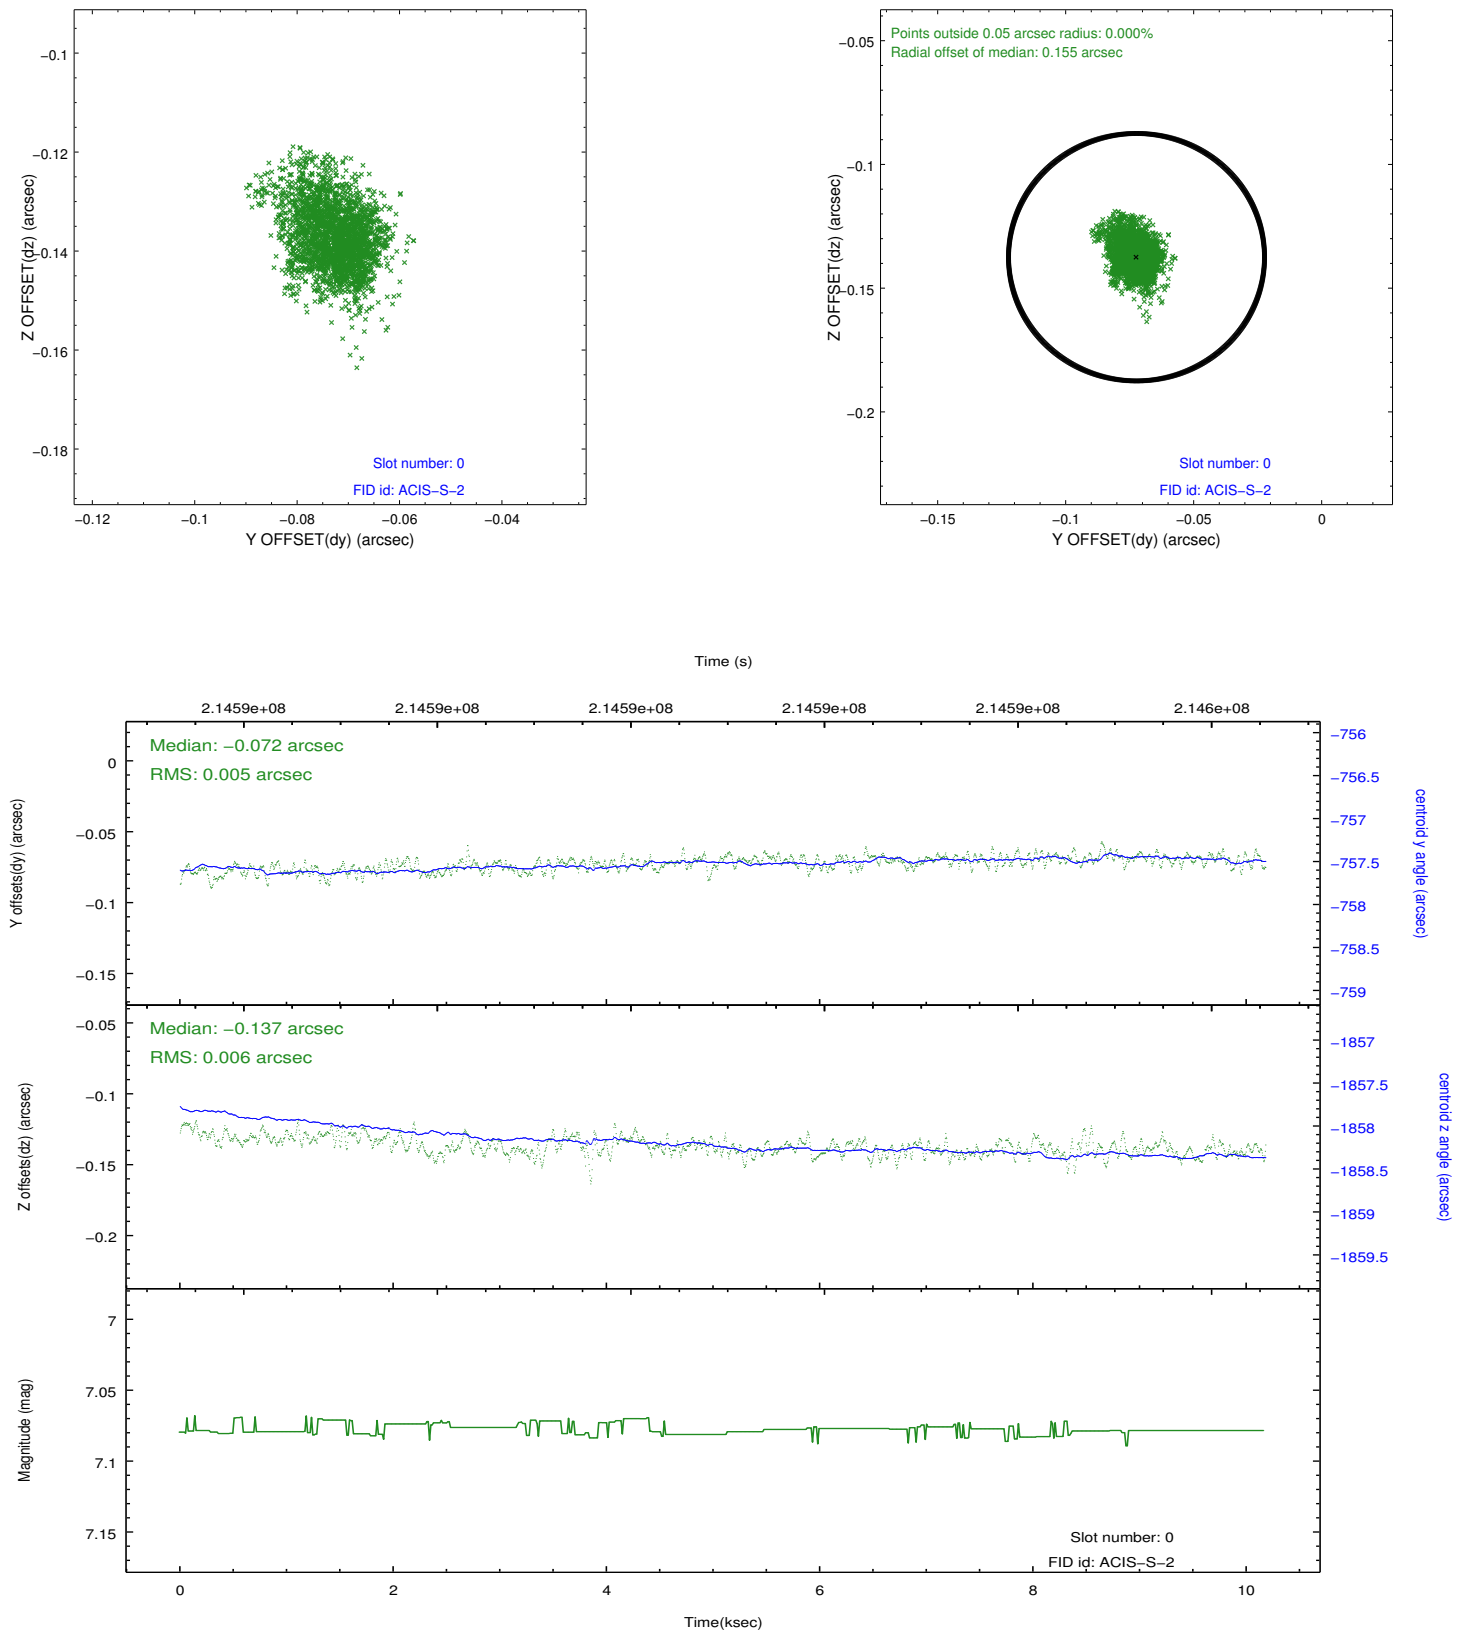 −0.1
−0.12
−0.14
−0.16
−0.18
Z OFFSET(dz) (arcsec)
Slot number: 0
FID id: ACIS−S−2
−0.12
−0.1
−0.08
−0.06
−0.04
Y OFFSET(dy) (arcsec)
Points outside 0.05 arcsec radius: 0.000%
Radial offset of median: 0.155 arcsec
−0.05
−0.1
−0.15
−0.2
Z OFFSET(dz) (arcsec)
Slot number: 0
FID id: ACIS−S−2
−0.15
−0.1
−0.05
0
Y OFFSET(dy) (arcsec)
Time (s)
2.1459e+08
2.1459e+08
2.1459e+08
2.1459e+08
2.1459e+08
2.146e+08
Median: −0.072 arcsec
RMS: 0.005 arcsec
0
−0.05
−0.1
−0.15
Y offsets(dy) (arcsec)
−756
−756.5
−757
−757.5
−758
−758.5
−759
centroid y angle (arcsec)
Median: −0.137 arcsec
RMS: 0.006 arcsec
−0.05
−0.1
−0.15
−0.2
Z offsets(dz) (arcsec)
−1857
−1857.5
−1858
−1858.5
−1859
−1859.5
centroid z angle (arcsec)
7
7.05
7.1
7.15
Magnitude (mag)
Slot number: 0
FID id: ACIS−S−2
0
2
4
6
8
10
Time(ksec)